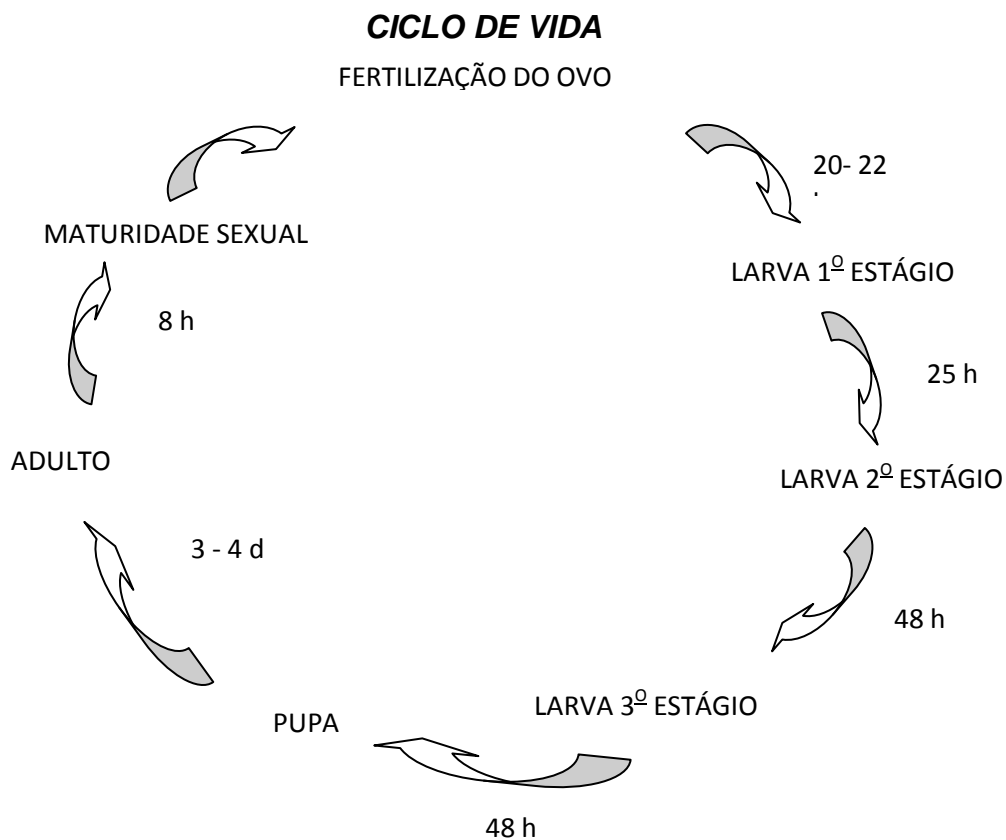 CICLO DE VIDA
FERTILIZAÇÃO DO OVO
20- 22
LARVA 1º ESTÁGIO
25 h
LARVA 2º ESTÁGIO
48 h
LARVA 3º ESTÁGIO
48 h
PUPA
3 - 4 d
ADULTO
8 h
MATURIDADE SEXUAL